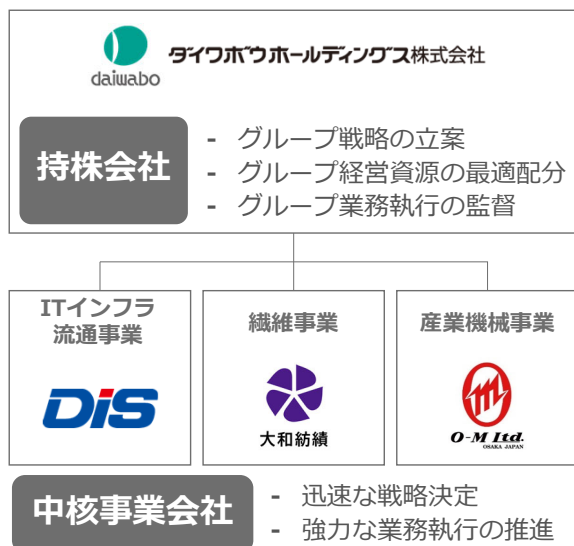 daiwabo
ダイワボウホールディングス株式会社
持株会社
- グループ戦略の立案
- グループ経営資源の最適配分
- グループ業務執行の監督
ITインフラ
流通事業
DiS
繊維事業
大和紡績
産業機械事業
O-M Ltd.
OSAKA JAPAN
中核事業会社
- 迅速な戦略決定
- 強力な業務執行の推進